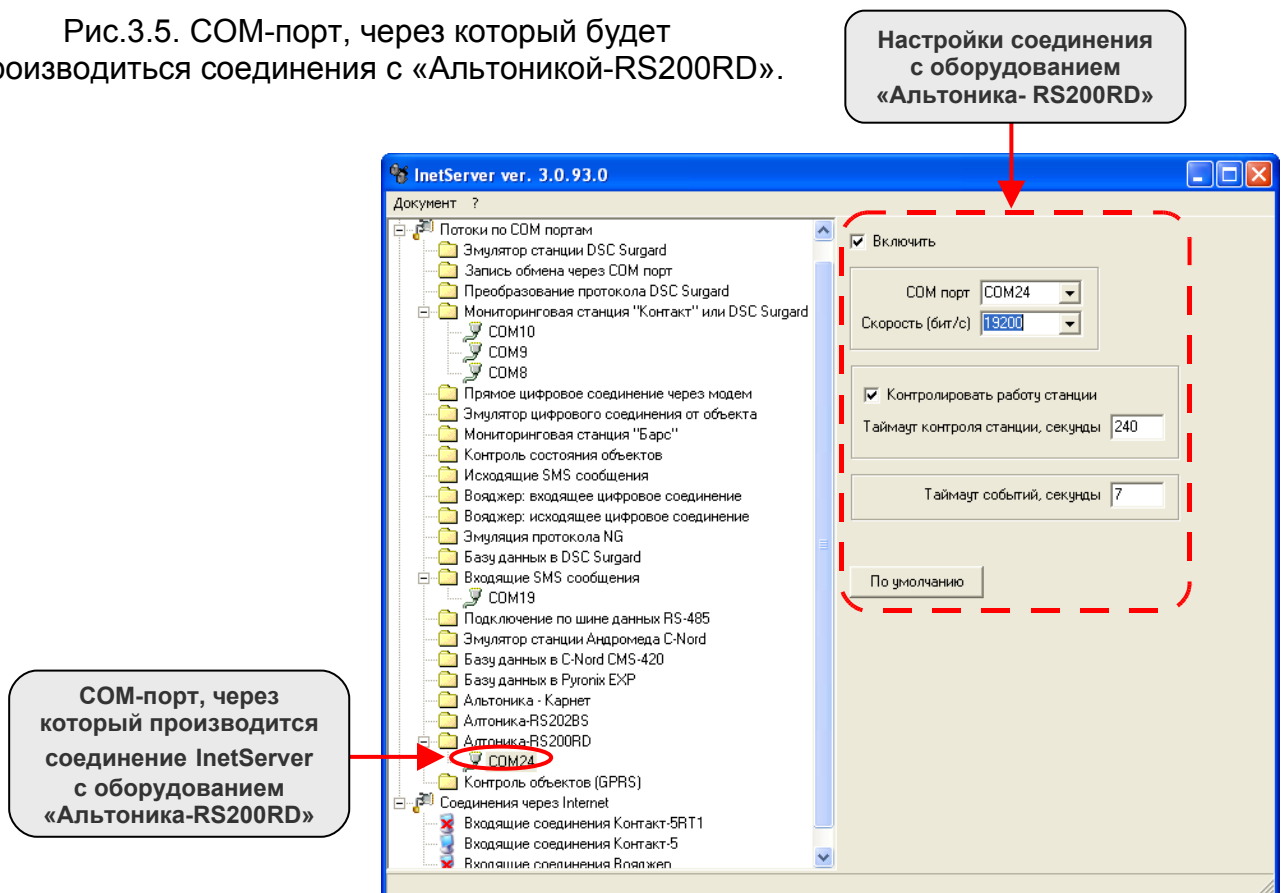 Рис.3.5. COM-порт, через который будет
роизводиться соединения с «Альтоникой-RS200RD».
Настройки соединения
с оборудованием
«Альтоника- RS200RD»
InetServer ver. 3.0.93.0
Документ ?
Потоки по COM портам
Эмулятор станции DSC Surgard
Запись обмена через COM порт
Преобразование протокола DSC Surgard
Мониторинговая станция "Контакт" или DSC Surgard
COM10
COM9
COM8
Прямое цифровое соединение через модем
Эмулятор цифрового соединения от объекта
Мониторинговая станция "Барс"
Контроль состояния объектов
Исходящие SMS сообщения
Вояджер: входящее цифровое соединение
Вояджер: исходящее цифровое соединение
Эмуляция протокола NG
Базу данных в DSC Surgard
Входящие SMS сообщения
COM19
Подключение по шине данных RS-485
Эмулятор станции Андромеда C-Nord
Базу данных в C-Nord CMS-420
Базу данных в Pyronix EXP
Альтоника - Карнет
Алтоника-RS202BS
Алтоника-RS200RD
COM24
Контроль объектов (GPRS)
Соединения через Internet
Входящие соединения Контакт-5RT1
Входящие соединения Контакт-5
Входящие соединения Вояджер
Включить
COM порт COM24
Скорость (бит/с) 19200
Контролировать работу станции
Таймаут контроля станции, секунды 240
Таймаут событий, секунды 7
По умолчанию
COM-порт, через
который производится
соединение InetServer
с оборудованием
«Альтоника-RS200RD»